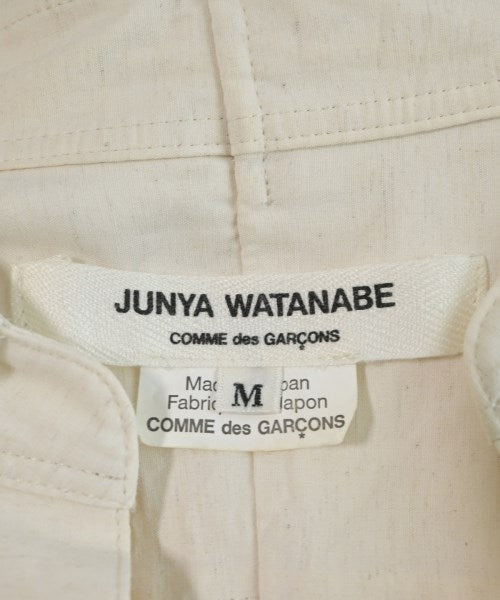 JUNYA WATANABE
COMME des GARÇONS
M
COMME des GARÇONS